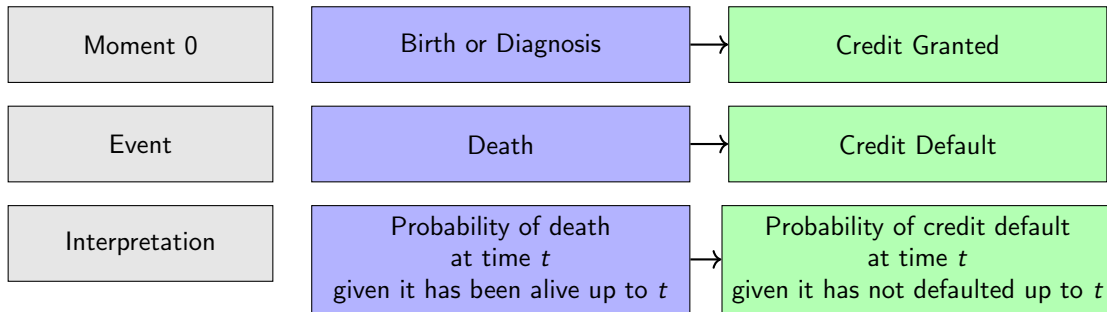 Moment 0
Birth or Diagnosis
Credit Granted
Event
Death
Credit Default
Interpretation
Probability of death
at time t
given it has been alive up to t
Probability of credit default
at time t
given it has not defaulted up to t